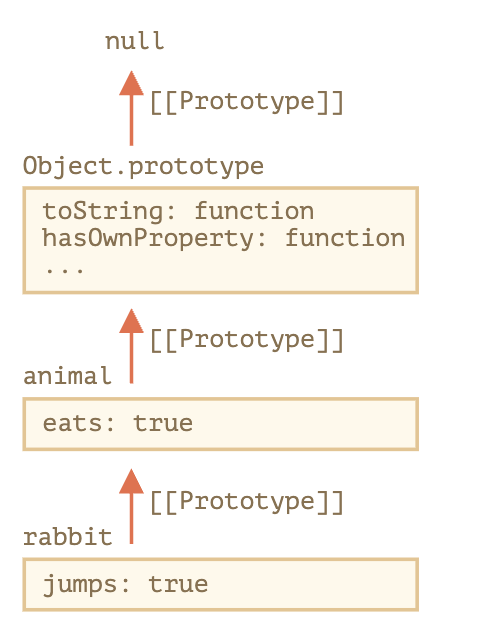 null
[[Prototype]]
Object.prototype
toString: function
hasOwnProperty: function
...
[[Prototype]]
animal
eats: true
[[Prototype]]
rabbit
jumps: true